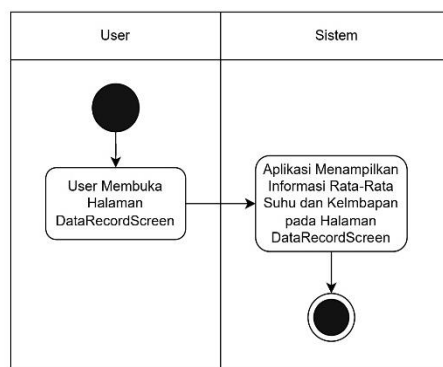 User
Sistem
User Membuka
Halaman
DataRecordScreen
Aplikasi Menampilkan
Informasi Rata-Rata
Suhu dan Kelmbapan
pada Halaman
DataRecordScreen